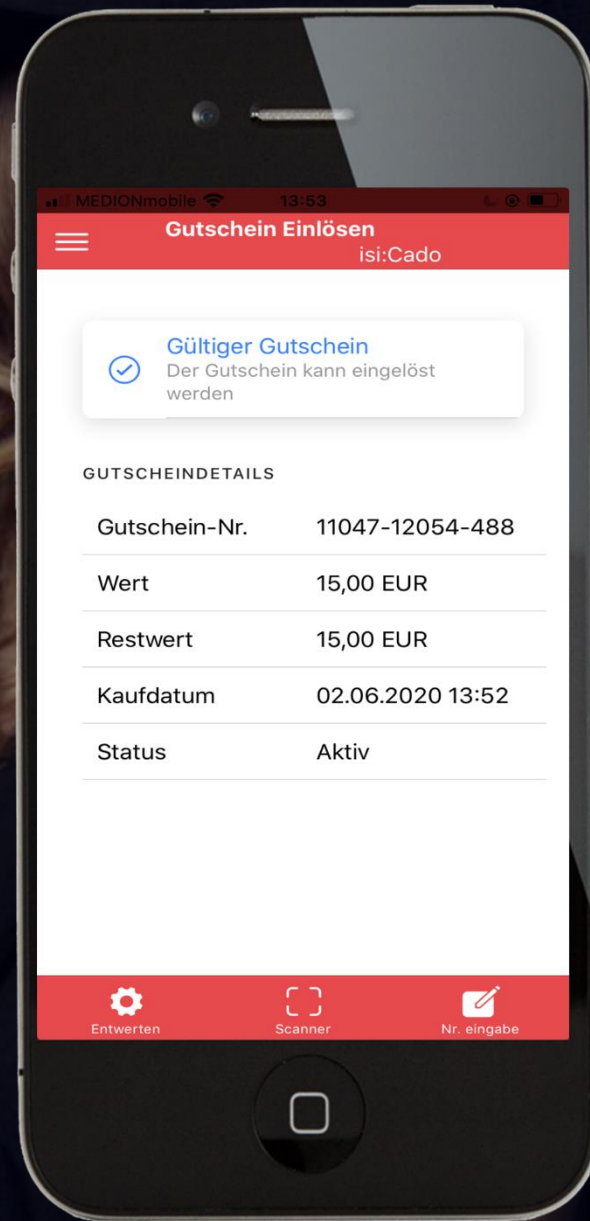 MEDIONmobile 13:53
Gutschein Einlösen
isi:Cado
Gültiger Gutschein
Der Gutschein kann eingelöst
werden
GUTSCHEINDETAILS
Gutschein-Nr. 11047-12054-488
Wert 15,00 EUR
Restwert 15,00 EUR
Kaufdatum 02.06.2020 13:52
Status Aktiv
Entwerten Scanner Nr. eingabe